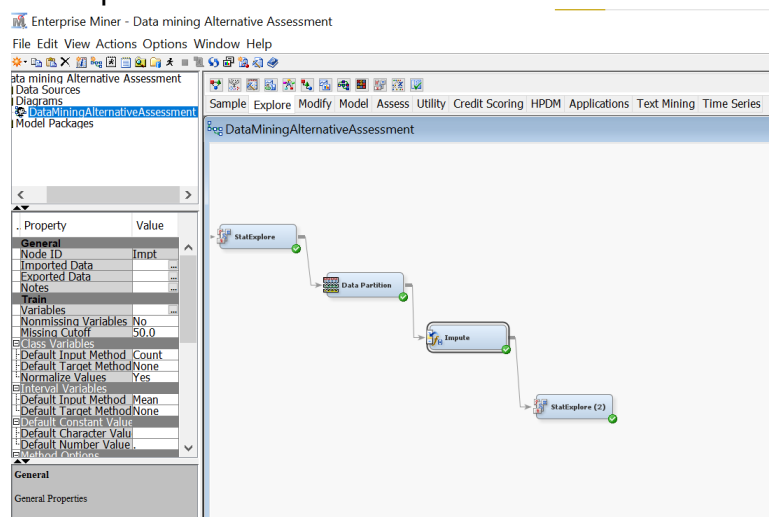 Enterprise Miner - Data mining Alternative Assessment
File Edit View Actions Options Window Help
ata mining Alternative Assessment
Data Sources
Diagrams
DataMiningAlternativeAssessment
Model Packages
Sample Explore Modify Model Assess Utility Credit Scoring HPDM Applications Text Mining Time Series
DataMiningAlternativeAssessment
StatExplore
Data Partition
Impute
StatExplore (2)
. Property Value
General
Node ID Impt
Imported Data ...
Exported Data ...
Notes ...
Train
Variables ...
Nonmissing Variables No
Missing Cutoff 50.0
Class Variables
Default Input Method Count
Default Target Method None
Normalize Values Yes
Interval Variables
Default Input Method Mean
Default Target Method None
Default Constant Value
Default Character Valu
Default Number Value .
Method Options
General
General Properties